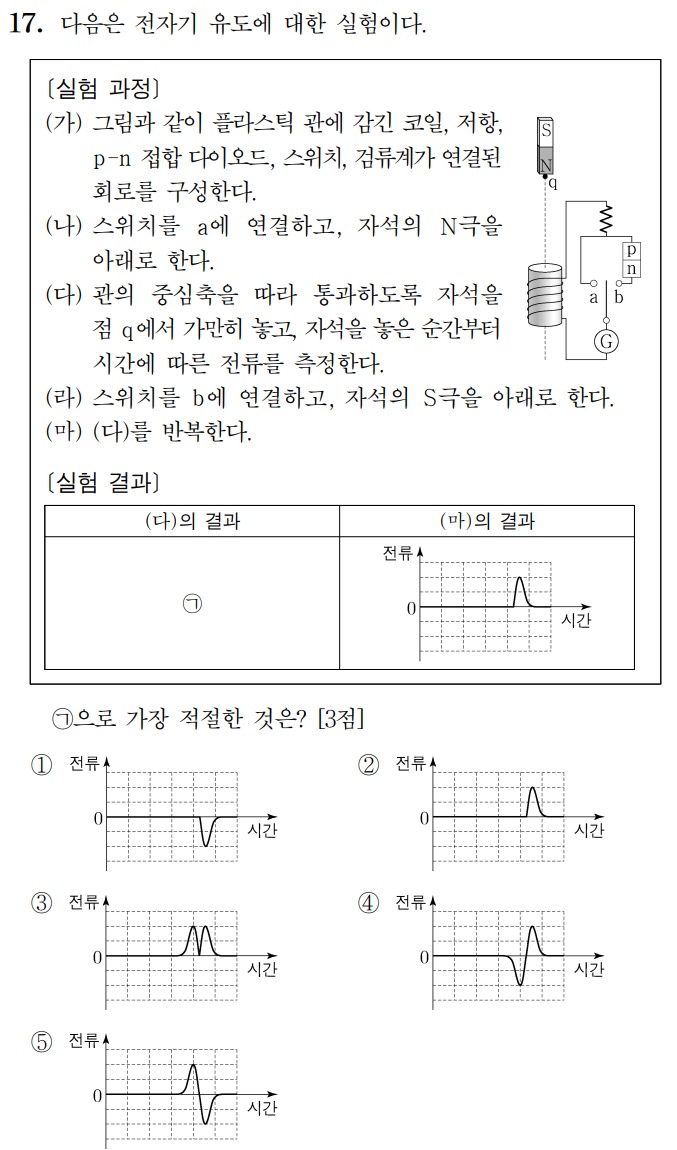 17. 다음은 전자기 유도에 대한 실험이다.
〔실험 과정〕
(가) 그림과 같이 플라스틱 관에 감긴 코일, 저항,
p-n 접합 다이오드, 스위치, 검류계가 연결된
회로를 구성한다.
(나) 스위치를 a에 연결하고, 자석의 N극을
아래로 한다.
(다) 관의 중심축을 따라 통과하도록 자석을
점 q에서 가만히 놓고, 자석을 놓은 순간부터
시간에 따른 전류를 측정한다.
(라) 스위치를 b에 연결하고, 자석의 S극을 아래로 한다.
(마) (다)를 반복한다.
S
N
q
p
n
a b
G
〔실험 결과〕
(다)의 결과 (마)의 결과
㉠
전류
0
시간
㉠으로 가장 적절한 것은? [3점]
① 전류
0
시간
② 전류
0
시간
③ 전류
0
시간
④ 전류
0
시간
⑤ 전류
0
시간